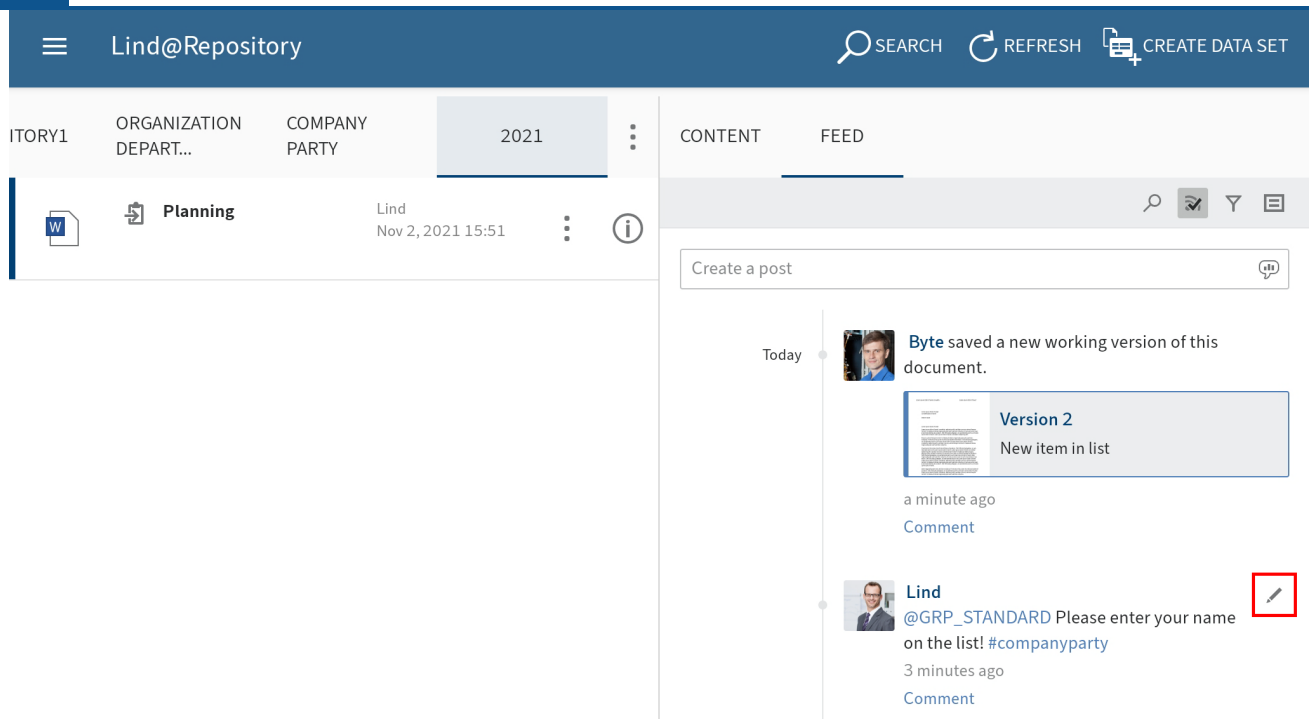 Lind@Repository
SEARCH
REFRESH
CREATE DATA SET
ITORY1
ORGANIZATION
DEPART...
COMPANY
PARTY
2021
CONTENT
FEED
W
Planning
Lind
Nov 2, 2021 15:51
Create a post
Today
Byte saved a new working version of this
document.
Version 2
New item in list
a minute ago
Comment
Lind
@GRP_STANDARD Please enter your name
on the list! #companyparty
3 minutes ago
Comment